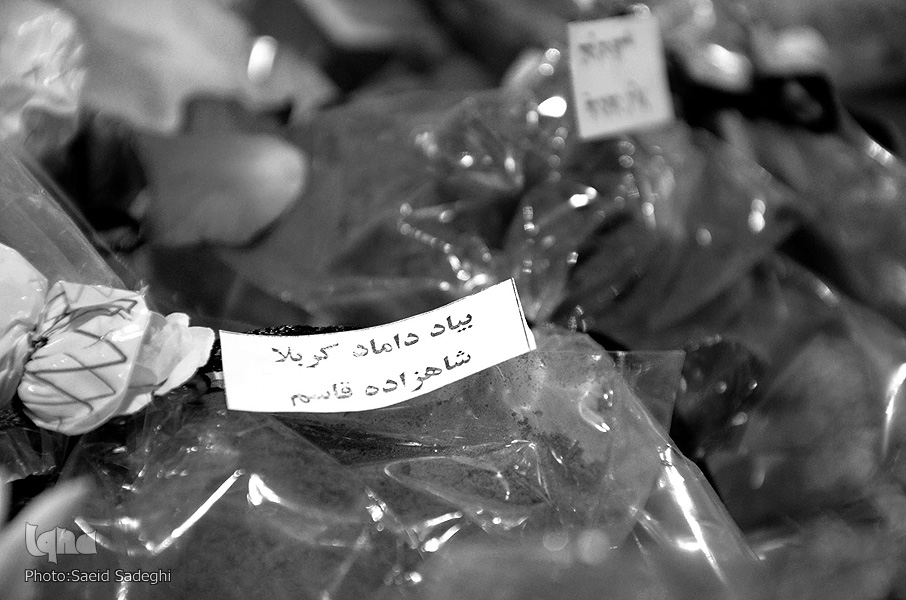 بیاد داماد کربلا
شاهزاده قاسم
iqna
Photo:Saeid Sadeghi